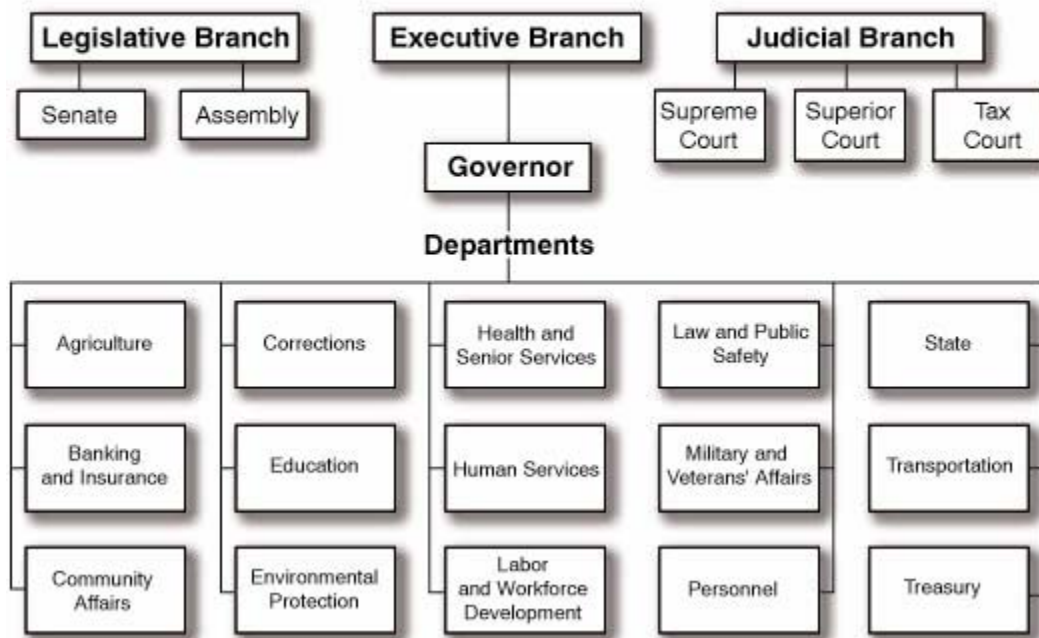 Legislative Branch
Executive Branch
Judicial Branch
Senate
Assembly
Supreme
Court
Superior
Court
Tax
Court
Governor
Departments
Agriculture
Corrections
Health and
Senior Services
Law and Public
Safety
State
Banking
and Insurance
Education
Human Services
Military and
Veterans' Affairs
Transportation
Community
Affairs
Environmental
Protection
Labor
and Workforce
Development
Personnel
Treasury